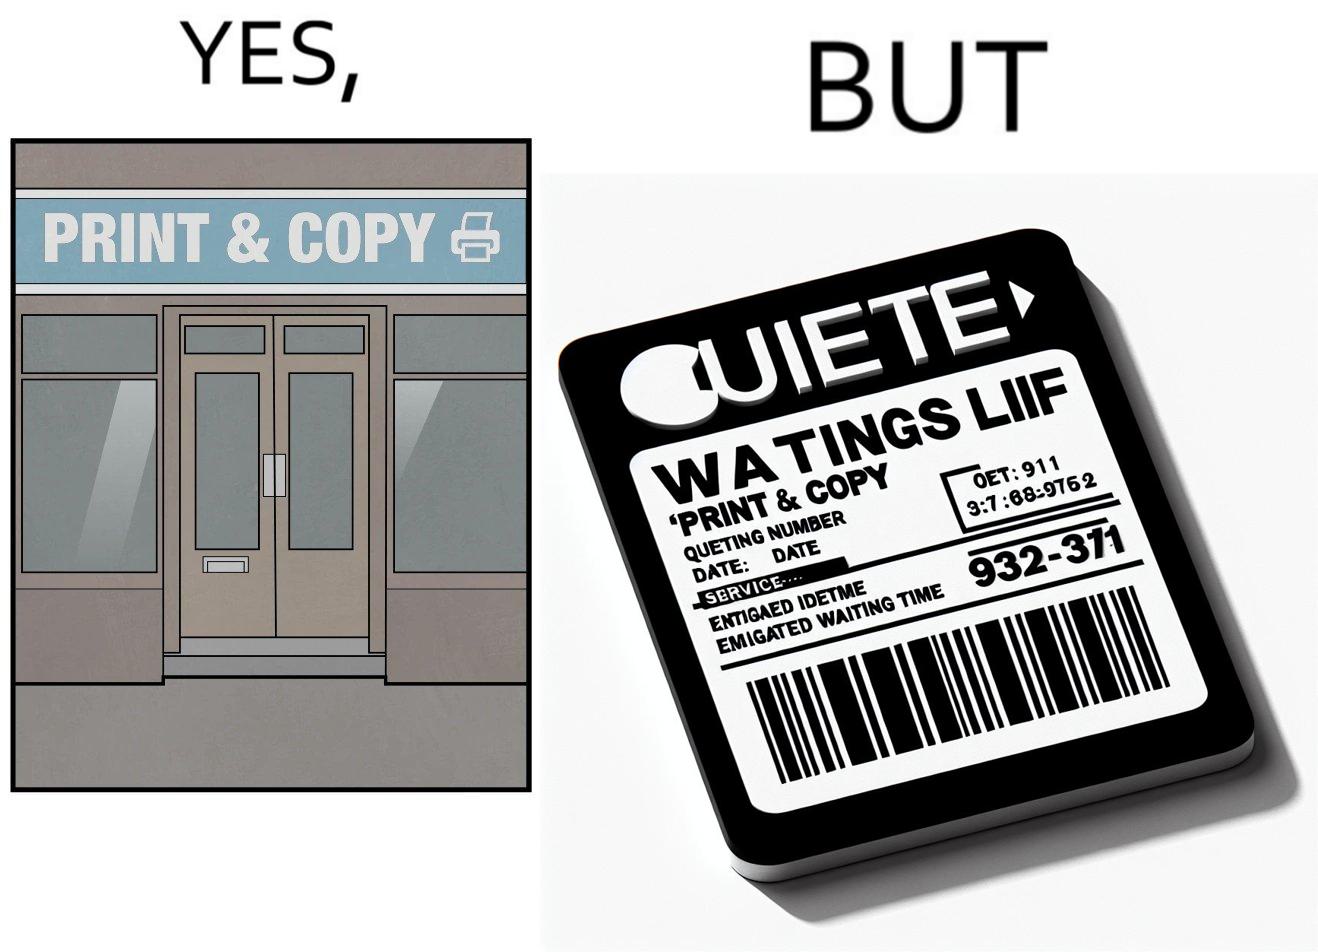 YES,
BUT
PRINT & COPY
QUIETE
WATINGS LIIF
'PRINT & COPY
QUETING NUMBER
DATE: DATE
SERVICE...
ENTIGAED IDETME
EMIGATED WAITING TIME
OET: 911
3:7:68-9762
932-371